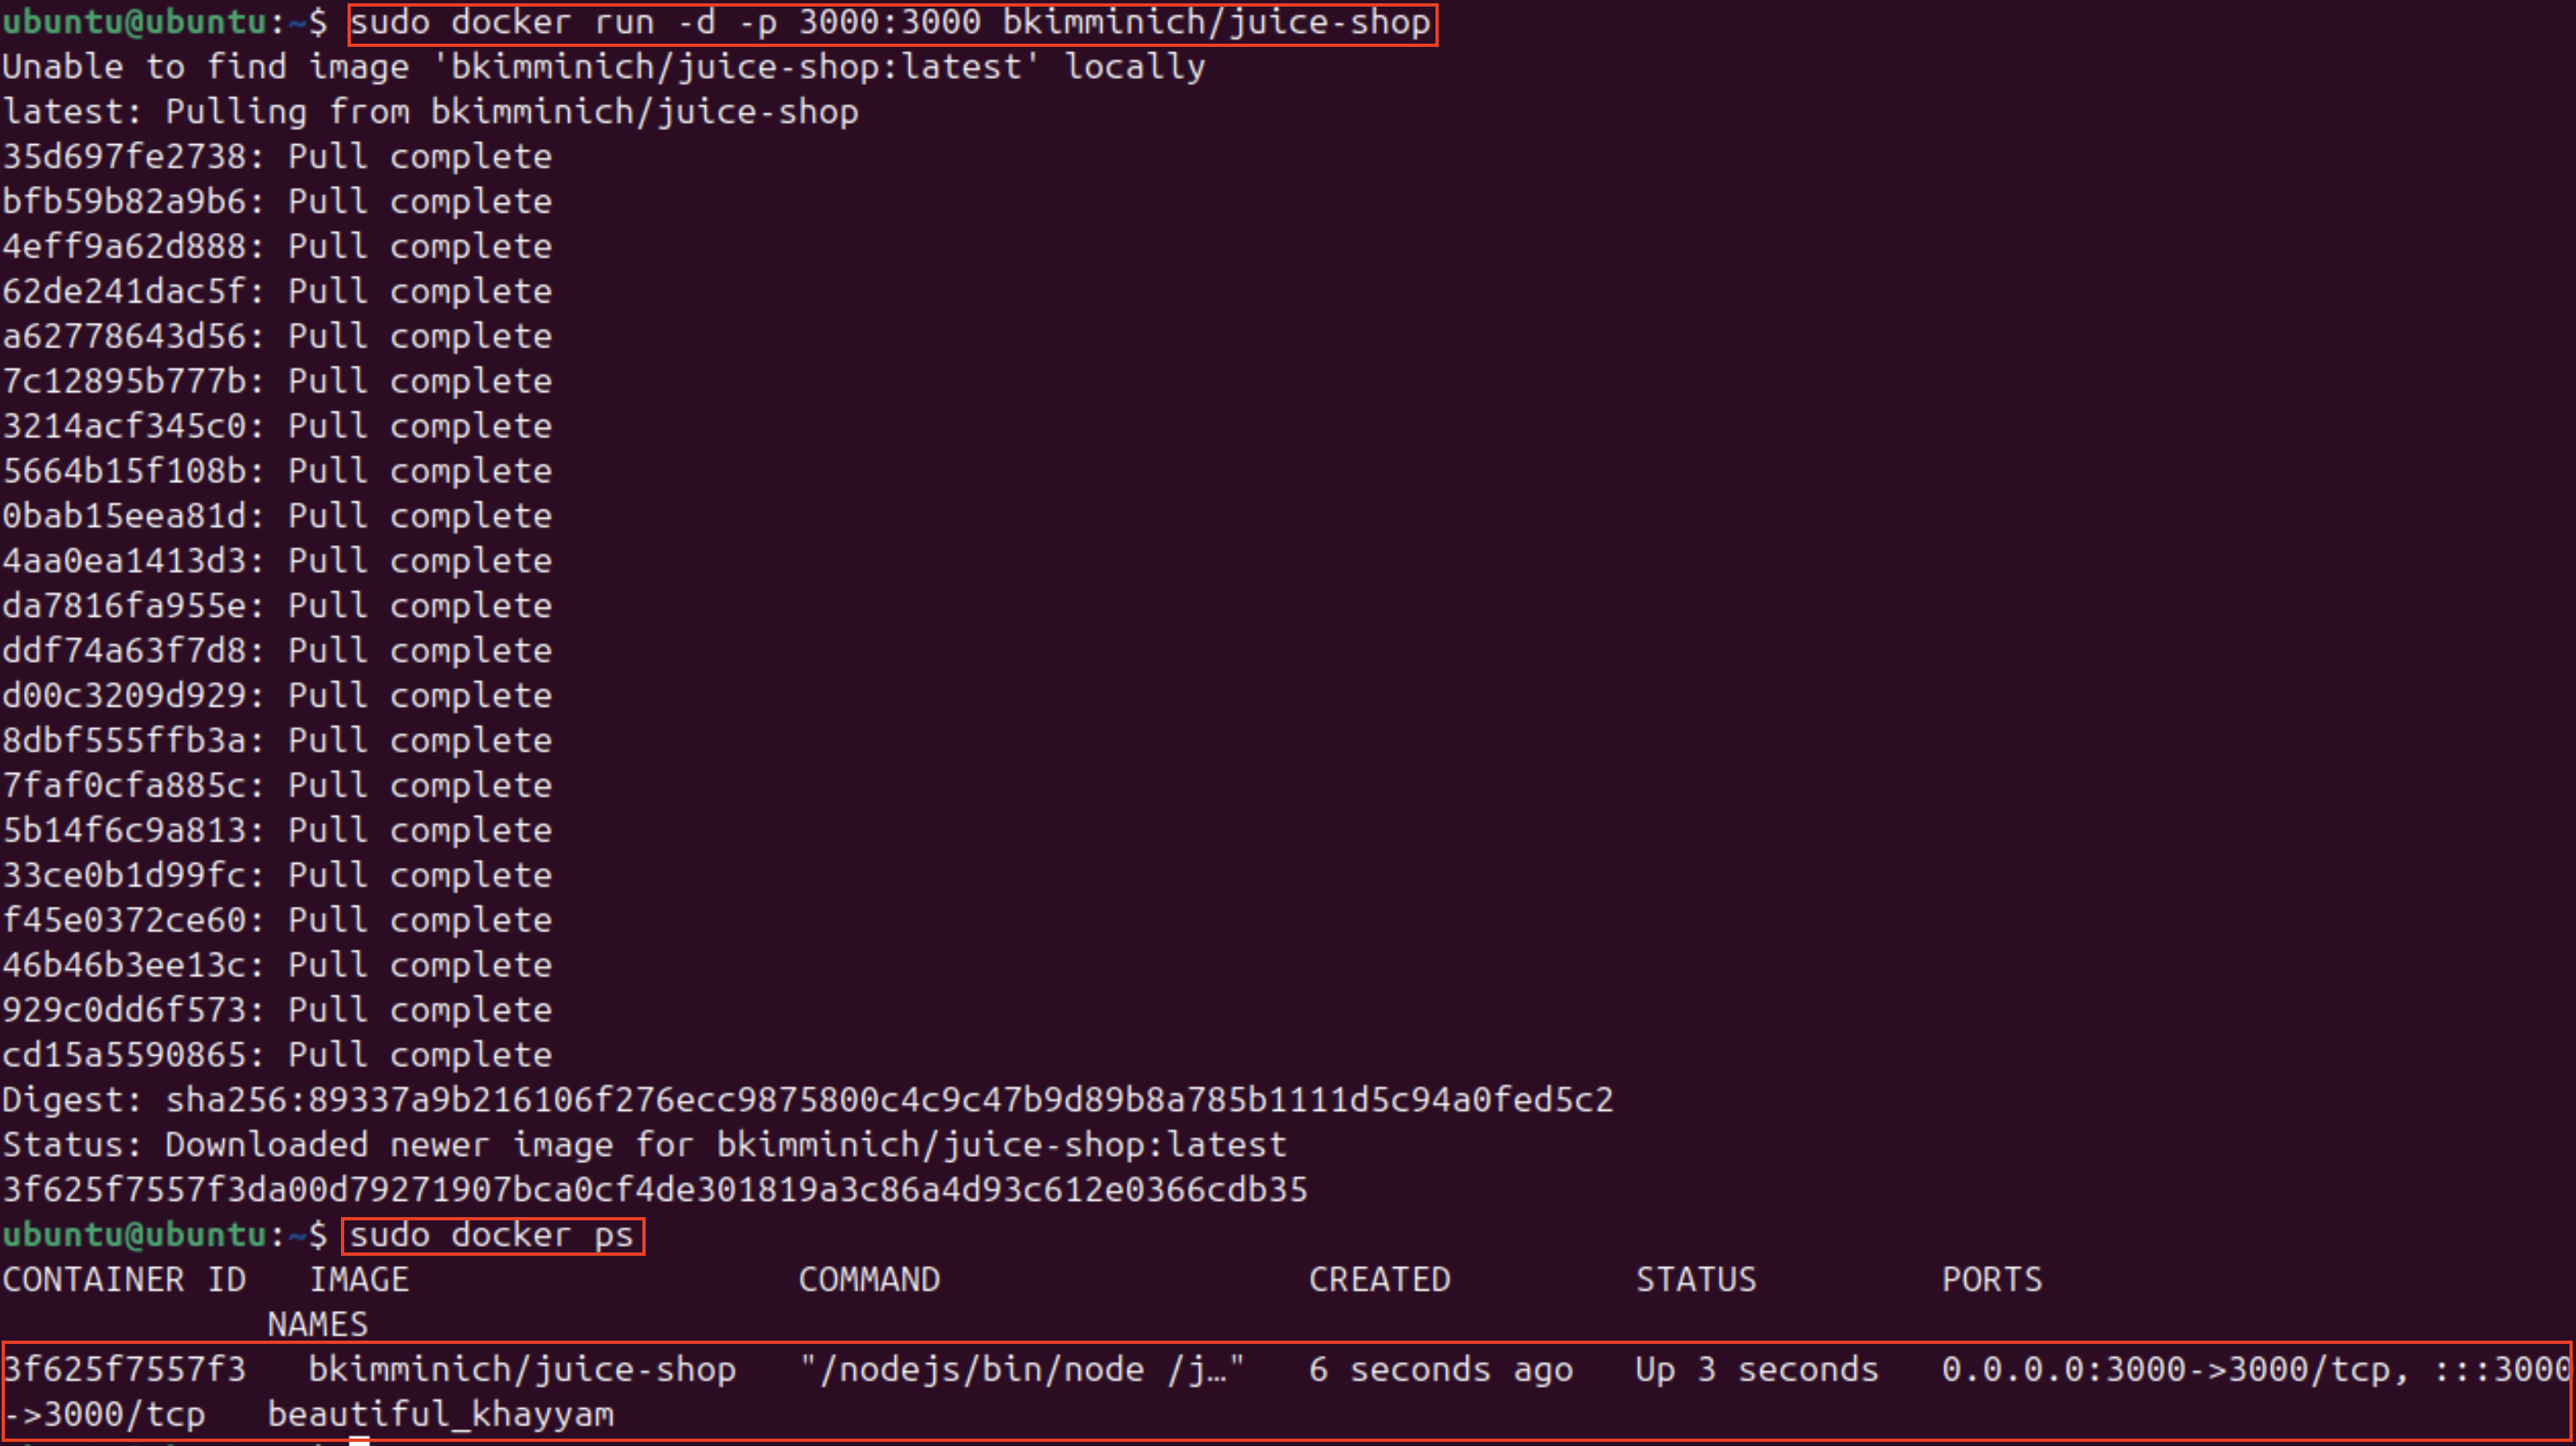 ubuntu@ubuntu:~$ sudo docker run -d -p 3000:3000 bkimminich/juice-shop
Unable to find image 'bkimminich/juice-shop:latest' locally
latest: Pulling from bkimminich/juice-shop
35d697fe2738: Pull complete
bfb59b82a9b6: Pull complete
4eff9a62d888: Pull complete
62de241dac5f: Pull complete
a62778643d56: Pull complete
7c12895b777b: Pull complete
3214acf345c0: Pull complete
5664b15f108b: Pull complete
0bab15eea81d: Pull complete
4aa0ea1413d3: Pull complete
da7816fa955e: Pull complete
ddf74a63f7d8: Pull complete
d00c3209d929: Pull complete
8dbf555ffb3a: Pull complete
7faf0cfa885c: Pull complete
5b14f6c9a813: Pull complete
33ce0b1d99fc: Pull complete
f45e0372ce60: Pull complete
46b46b3ee13c: Pull complete
929c0dd6f573: Pull complete
cd15a5590865: Pull complete
Digest: sha256:89337a9b216106f276ecc9875800c4c9c47b9d89b8a785b1111d5c94a0fed5c2
Status: Downloaded newer image for bkimminich/juice-shop:latest
3f625f7557f3da00d79271907bca0cf4de301819a3c86a4d93c612e0366cdb35
ubuntu@ubuntu:~$ sudo docker ps
CONTAINER ID   IMAGE                   COMMAND                  CREATED         STATUS         PORTS
             NAMES
3f625f7557f3   bkimminich/juice-shop   "/nodejs/bin/node /j…"   6 seconds ago   Up 3 seconds   0.0.0.0:3000->3000/tcp, :::3000
->3000/tcp   beautiful_khayyam